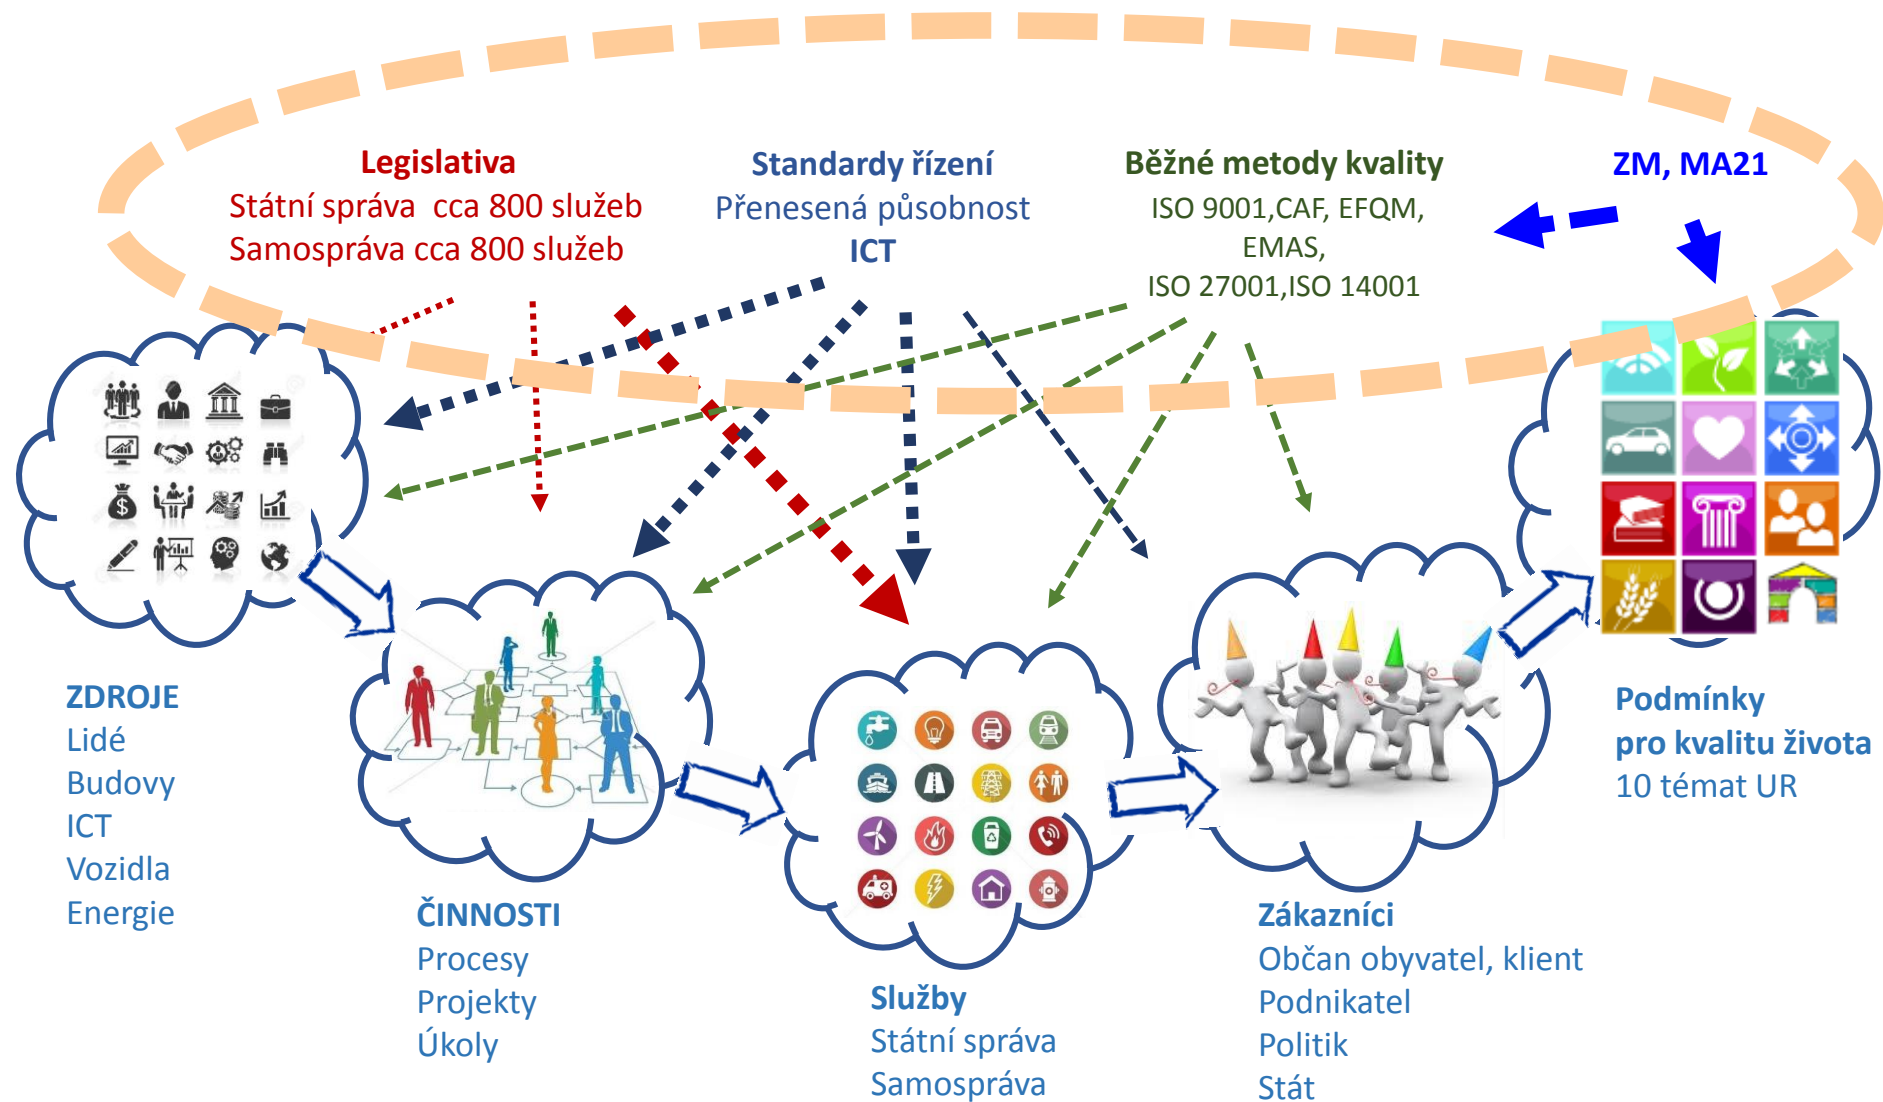 Legislativa
Státní správa  cca 800 služeb
Samospráva cca 800 služeb
Standardy řízení
Přenesená působnost
ICT
Běžné metody kvality
ISO 9001,CAF, EFQM,
EMAS,
ISO 27001,ISO 14001
ZM, MA21
ZDROJE
Lidé
Budovy
ICT
Vozidla
Energie
ČINNOSTI
Procesy
Projekty
Úkoly
Služby
Státní správa
Samospráva
Zákazníci
Občan obyvatel, klient
Podnikatel
Politik
Stát
Podmínky
pro kvalitu života
10 témat UR